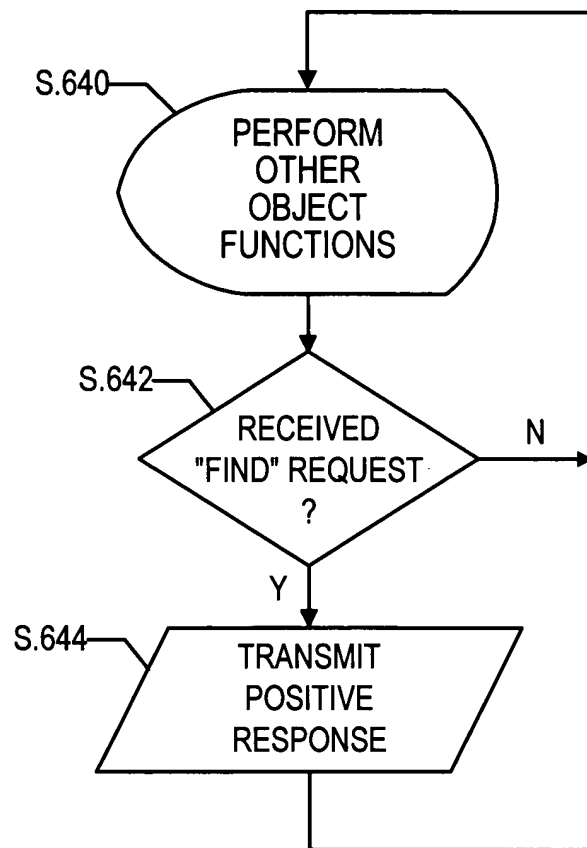 S.640
PERFORM
OTHER
OBJECT
FUNCTIONS
S.642
RECEIVED
"FIND" REQUEST
?
N
Y
S.644
TRANSMIT
POSITIVE
RESPONSE